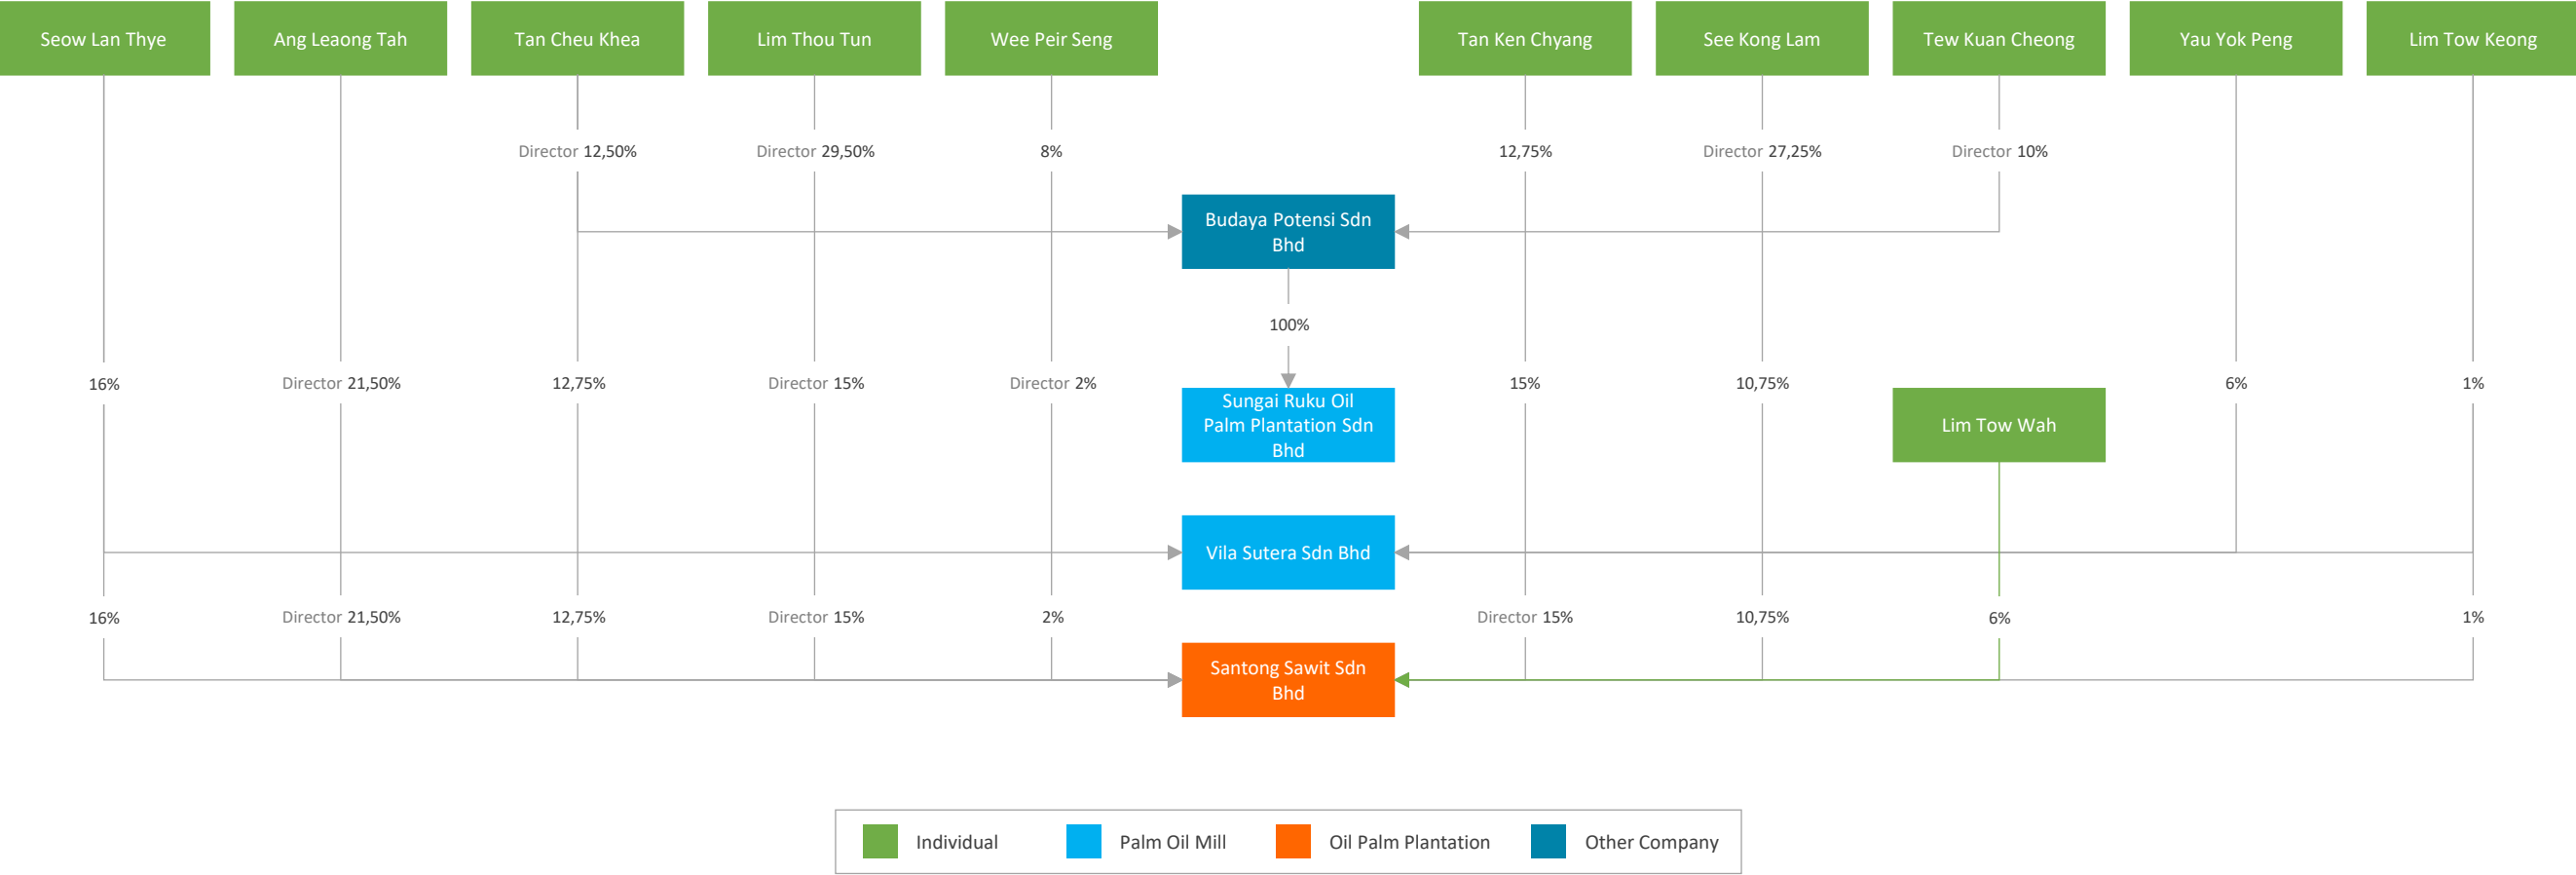 Seow Lan Thye
Ang Leaong Tah
Tan Cheu Khea
Lim Thou Tun
Wee Peir Seng
Tan Ken Chyang
See Kong Lam
Tew Kuan Cheong
Yau Yok Peng
Lim Tow Keong
Director 12,50%
Director 29,50%
8%
12,75%
Director 27,25%
Director 10%
Budaya Potensi Sdn
Bhd
100%
16%
Director 21,50%
12,75%
Director 15%
Director 2%
15%
10,75%
6%
1%
Sungai Ruku Oil
Palm Plantation Sdn
Bhd
Lim Tow Wah
Vila Sutera Sdn Bhd
16%
Director 21,50%
12,75%
Director 15%
2%
Director 15%
10,75%
6%
1%
Santong Sawit Sdn
Bhd
Individual
Palm Oil Mill
Oil Palm Plantation
Other Company